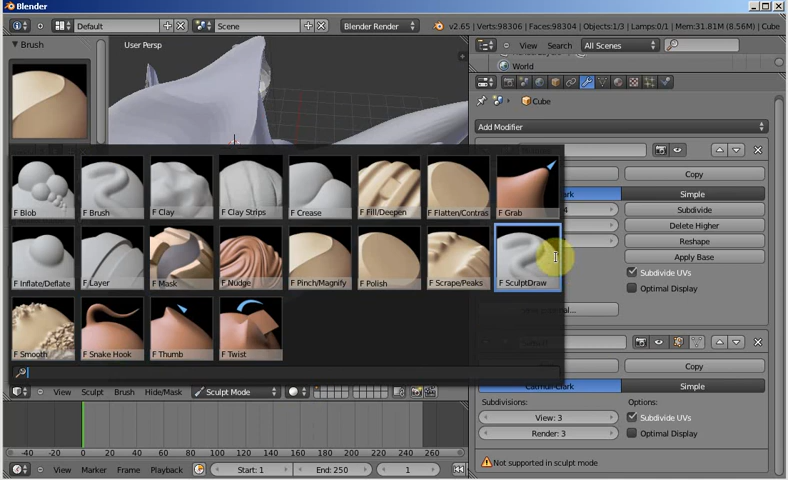 Blender
Default
Scene
Blender Render
v2.65 | Verts:98306 | Faces:98304 | Objects:1/3 | Lamps:0/1 | Mem:31.81M (8.56M) | Cube
Brush
User Persp
View Search All Scenes
World
Cube
Add Modifier
Copy
Simple
Subdivide
Delete Higher
Reshape
Apply Base
Subdivide UVs
Optimal Display
F Blob
F Brush
F Clay
F Clay Strips
F Crease
F Fill/Deepen
F Flatten/Contras
F Grab
F Inflate/Deflate
F Layer
F Mask
F Nudge
F Pinch/Magnify
F Polish
F Scrape/Peaks
F SculptDraw
F Smooth
F Snake Hook
F Thumb
F Twist
Copy
Catmull-Clark Simple
Subdivisions: Options:
View: 3 Subdivide UVs
Render: 3 Optimal Display
Not supported in sculpt mode
View Sculpt Brush Hide/Mask Sculpt Mode
-40 -20 0 20 40 60 80 100 120 140 160 180 200 220 240 260
View Marker Frame Playback Start: 1 End: 250 1